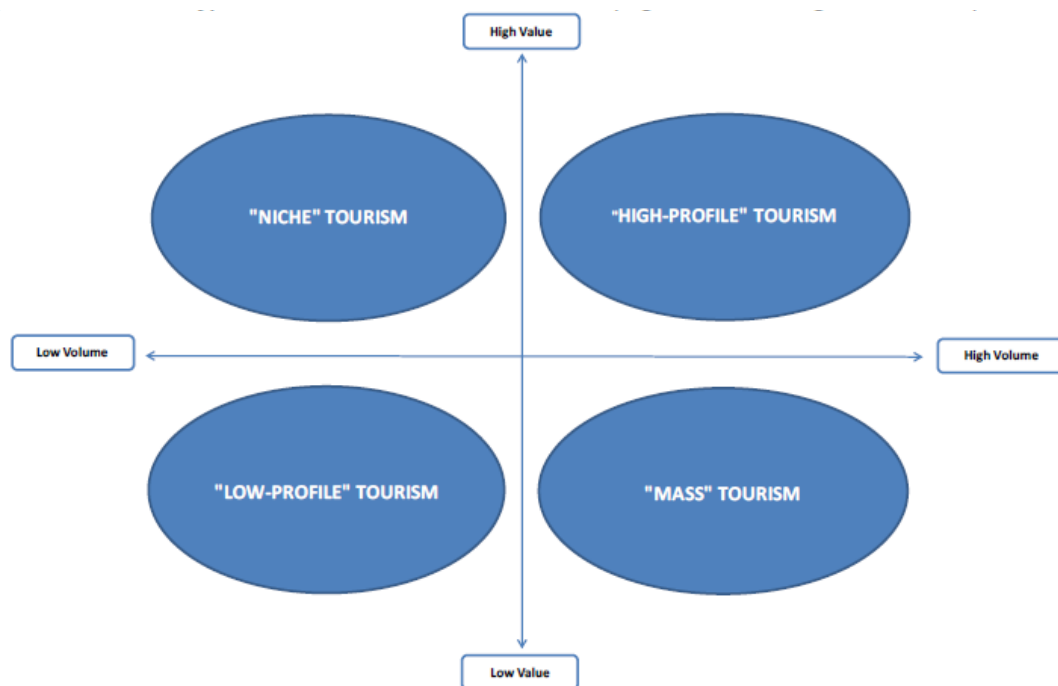 High Value
"NICHE" TOURISM
"HIGH-PROFILE" TOURISM
Low Volume
High Volume
"LOW-PROFILE" TOURISM
"MASS" TOURISM
Low Value